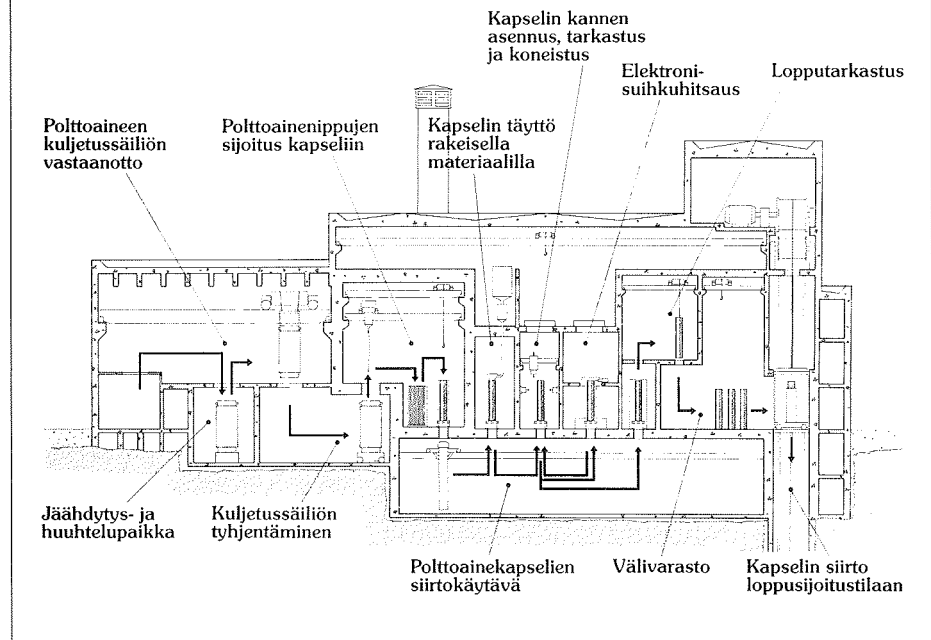 Kapselin kannen
asennus, tarkastus
ja koneistus
Elektroni-
suihkuhitsaus
Lopputarkastus
Polttoaineen
kuljetussäiliön
vastaanotto
Polttoainenippujen
sijoitus kapseliin
Kapselin täyttö
rakeisella
materiaalilla
Jäähdytys- ja
huuhtelupaikka
Kuljetussäiliön
tyhjentäminen
Polttoainekapselien
siirtokäytävä
Välivarasto
Kapselin siirto
loppusijoitustilaan